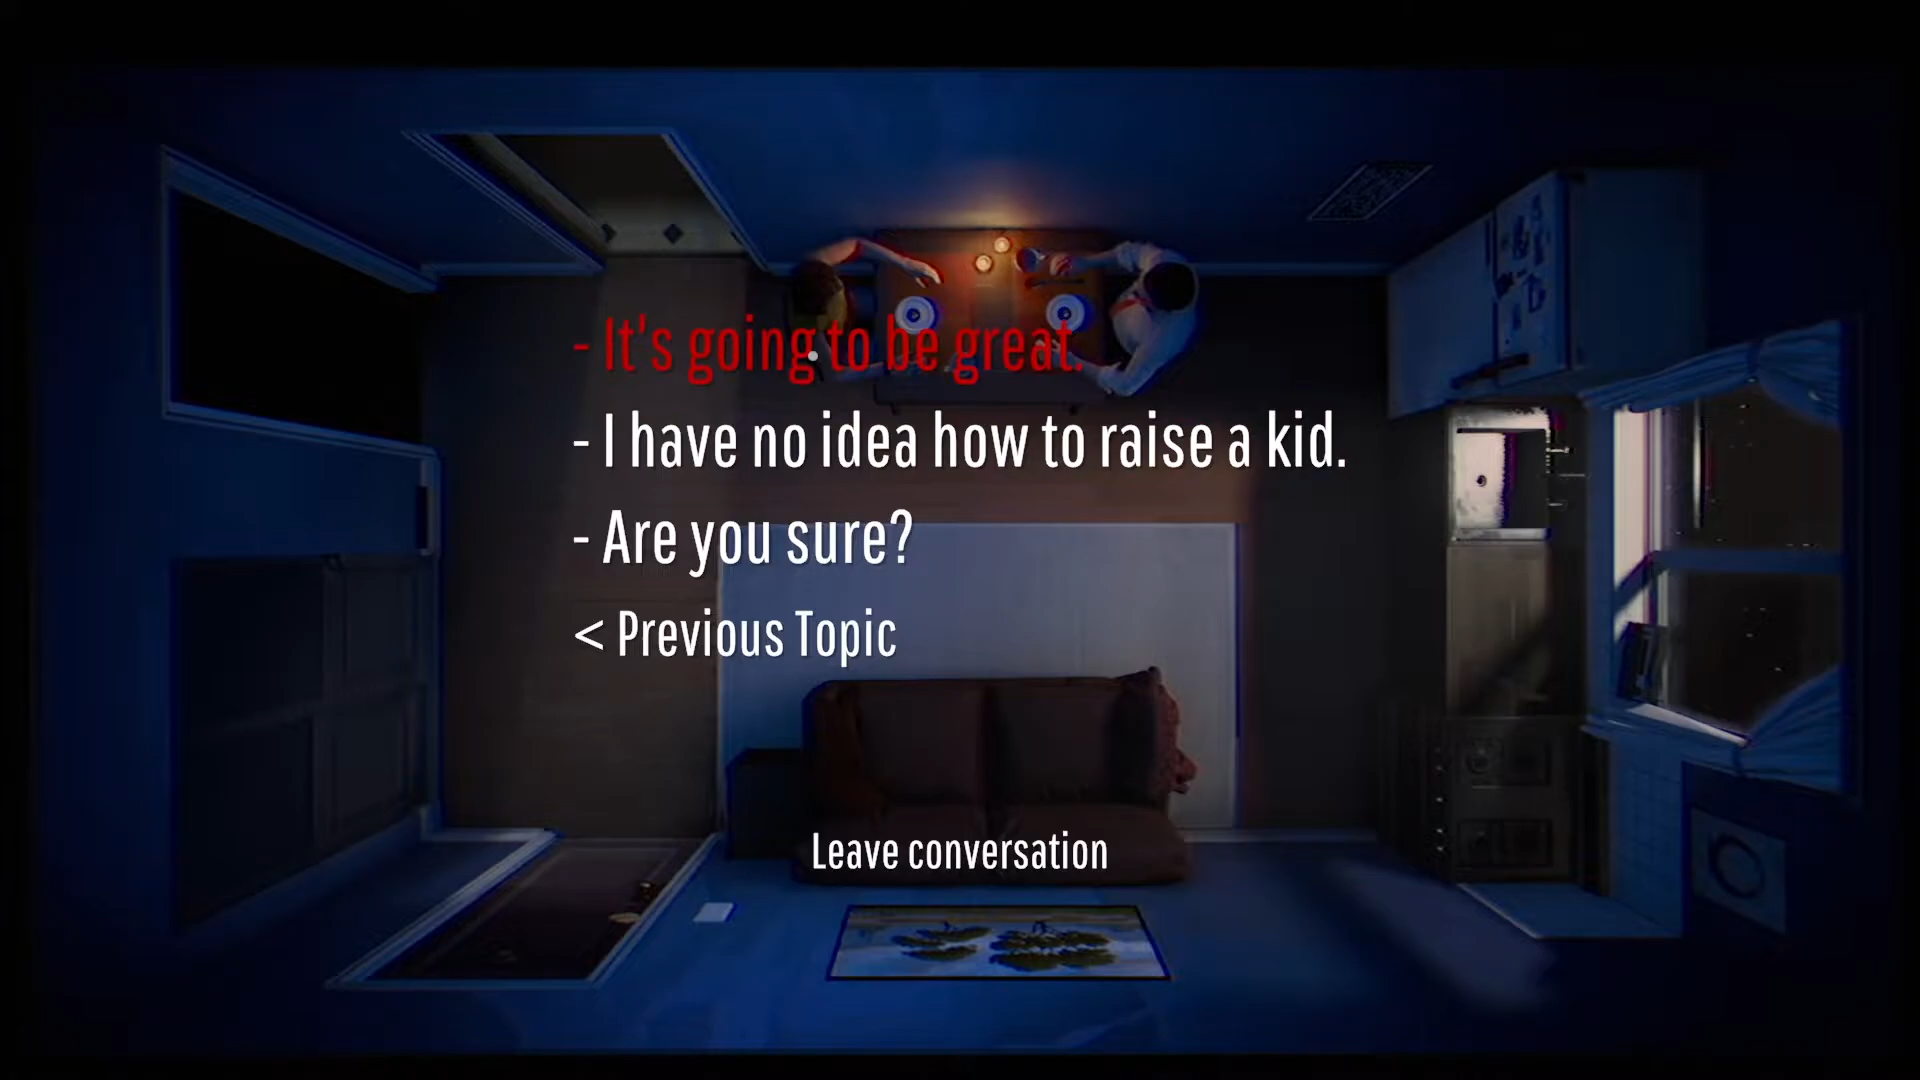 - It's going to be great.
- I have no idea how to raise a kid.
- Are you sure?
< Previous Topic
Leave conversation